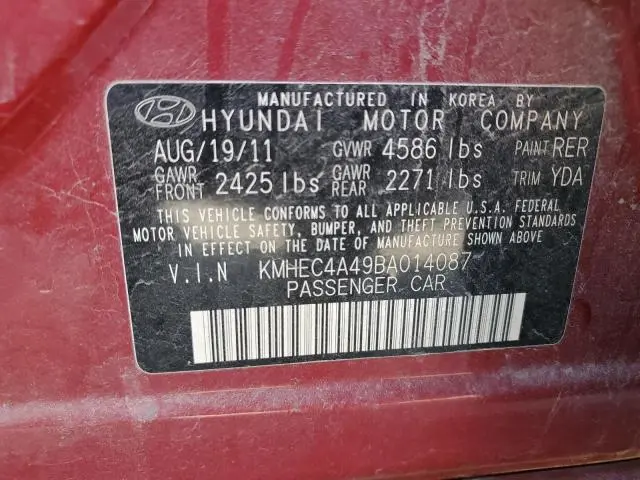 MANUFACTURED IN KOREA BY
HYUNDAI MOTOR COMPANY
AUG/19/11 GVWR 4586 lbs PAINT RER
GAWR FRONT 2425 lbs GAWR REAR 2271 lbs TRIM YDA
THIS VEHICLE CONFORMS TO ALL APPLICABLE U.S.A. FEDERAL
MOTOR VEHICLE SAFETY, BUMPER, AND THEFT PREVENTION STANDARDS
IN EFFECT ON THE DATE OF MANUFACTURE SHOWN ABOVE.
V.I.N KMHEC4A49BA014087
PASSENGER CAR